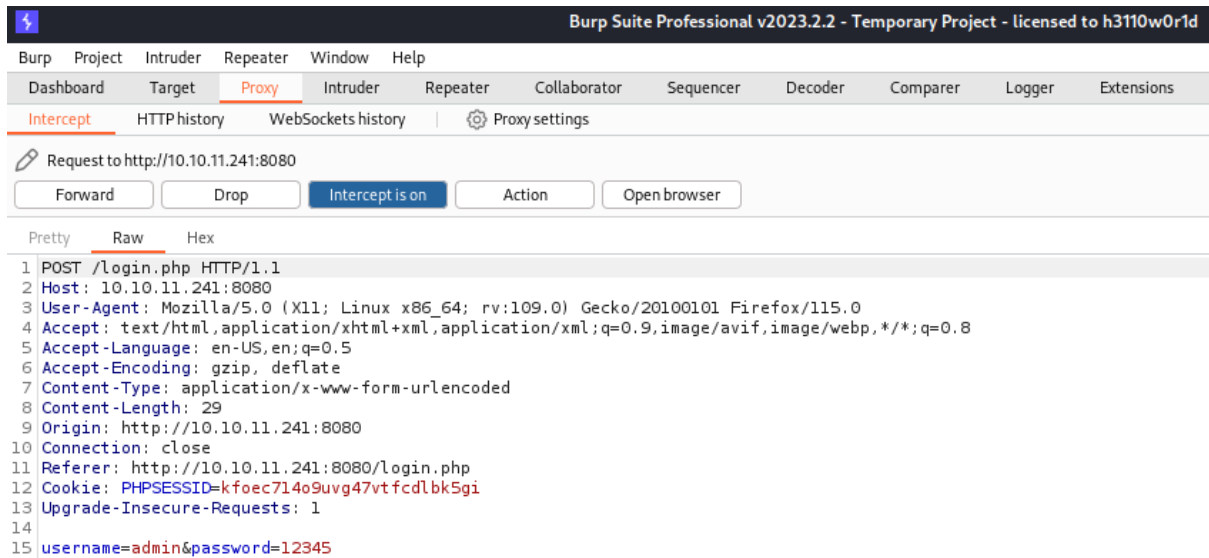 Burp Suite Professional v2023.2.2 - Temporary Project - licensed to h3110w0r1d
Burp Project Intruder Repeater Window Help
Dashboard Target Proxy Intruder Repeater Collaborator Sequencer Decoder Comparer Logger Extensions
Intercept HTTP history WebSockets history Proxy settings
Request to http://10.10.11.241:8080
Forward Drop Intercept is on Action Open browser
Pretty Raw Hex
1 POST /login.php HTTP/1.1
2 Host: 10.10.11.241:8080
3 User-Agent: Mozilla/5.0 (X11; Linux x86_64; rv:109.0) Gecko/20100101 Firefox/115.0
4 Accept: text/html,application/xhtml+xml,application/xml;q=0.9,image/avif,image/webp,*/*;q=0.8
5 Accept-Language: en-US,en;q=0.5
6 Accept-Encoding: gzip, deflate
7 Content-Type: application/x-www-form-urlencoded
8 Content-Length: 29
9 Origin: http://10.10.11.241:8080
10 Connection: close
11 Referer: http://10.10.11.241:8080/login.php
12 Cookie: PHPSESSID=kfoec714o9uvg47vtfcdlbk5gi
13 Upgrade-Insecure-Requests: 1
14
15 username=admin&password=12345